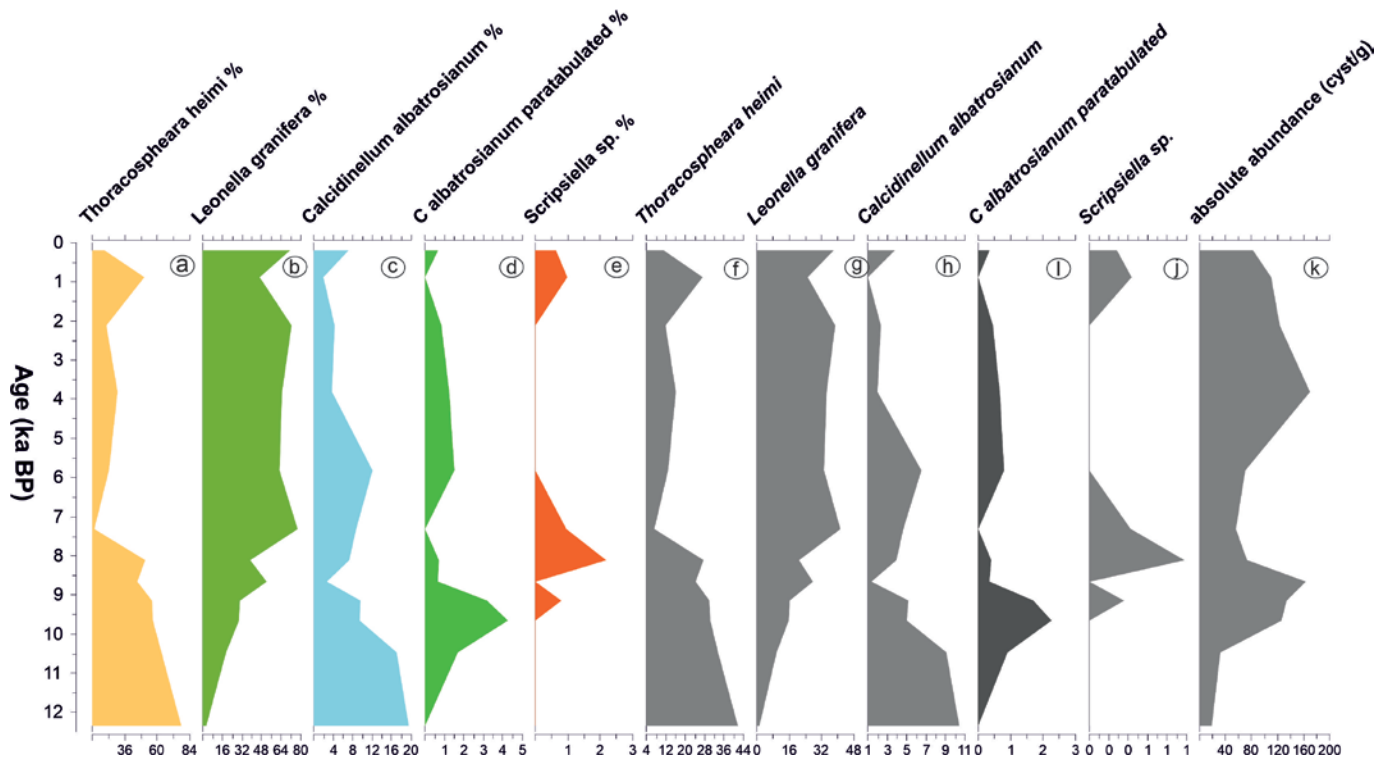 Thoracospheara heimi %
Leonella granifera %
Calcidinellum albatrosianum %
C albatrosianum paratabulated %
Scripsiella sp. %
Thoracospheara heimi
Leonella granifera
Calcidinellum albatrosianum
C albatrosianum paratabulated
Scripsiella sp.
absolute abundance (cyst/g)
Age (ka BP)
0
1
2
3
4
5
6
7
8
9
10
11
12
a
b
c
d
e
f
g
h
I
j
k
36 60 84
16 32 48 64 80
4 8 12 16 20
1 2 3 4 5
1 2 3
4 12 20 28 36 44
0 16 32 48
1 3 5 7 9 11
0 1 2 3
0 0 1 1 1
40 80 120 160 200